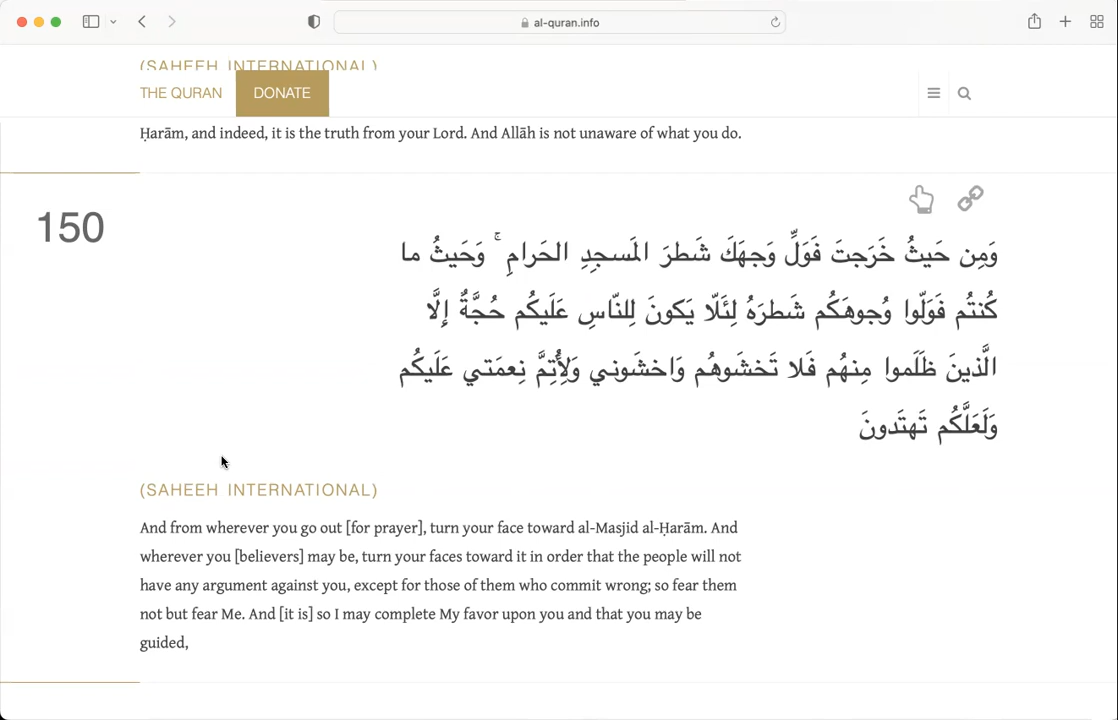 al-quran.info
(SAHEEH INTERNATIONAL)
THE QURAN
DONATE
Ḥarām, and indeed, it is the truth from your Lord. And Allāh is not unaware of what you do.
150
وَمِن حَيثُ خَرَجتَ فَوَلِّ وَجهَكَ شَطرَ المَسجِدِ الحَرامِ ۚ وَحَيثُ ما
كُنتُم فَوَلّوا وُجوهَكُم شَطرَهُ لِئَلّا يَكونَ لِلنّاسِ عَلَيكُم حُجَّةٌ إِلَّا
الَّذينَ ظَلَموا مِنهُم فَلا تَخشَوهُم وَاخشَوني وَلِأُتِمَّ نِعمَتي عَلَيكُم
وَلَعَلَّكُم تَهتَدونَ
(SAHEEH INTERNATIONAL)
And from wherever you go out [for prayer], turn your face toward al-Masjid al-Ḥarām. And
wherever you [believers] may be, turn your faces toward it in order that the people will not
have any argument against you, except for those of them who commit wrong; so fear them
not but fear Me. And [it is] so I may complete My favor upon you and that you may be
guided,